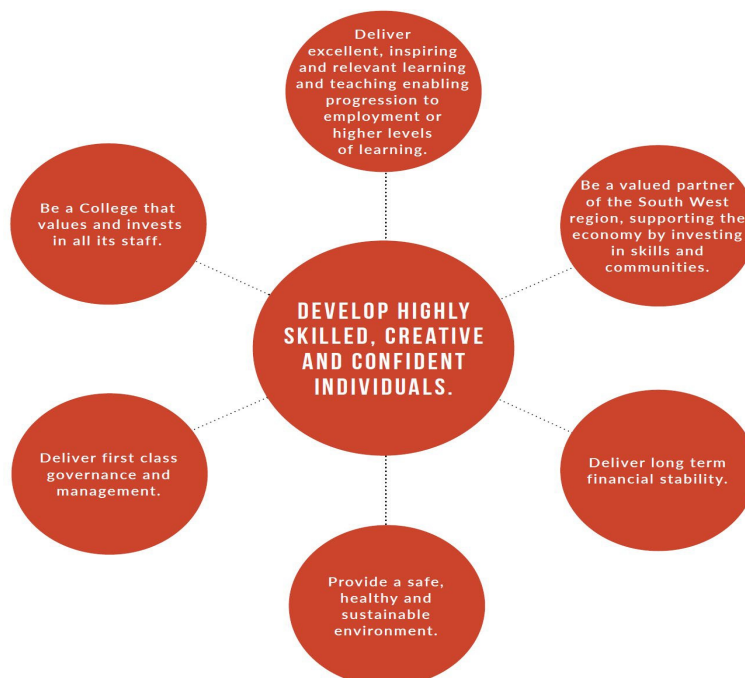 Deliver
excellent, inspiring
and relevant learning
and teaching enabling
progression to
employment or
higher levels
of learning.
Be a College that
values and invests
in all its staff.
Be a valued partner
of the South West
region, supporting the
economy by investing
in skills and
communities.
DEVELOP HIGHLY
SKILLED, CREATIVE
AND CONFIDENT
INDIVIDUALS.
Deliver first class
governance and
management.
Deliver long term
financial stability.
Provide a safe,
healthy and
sustainable
environment.